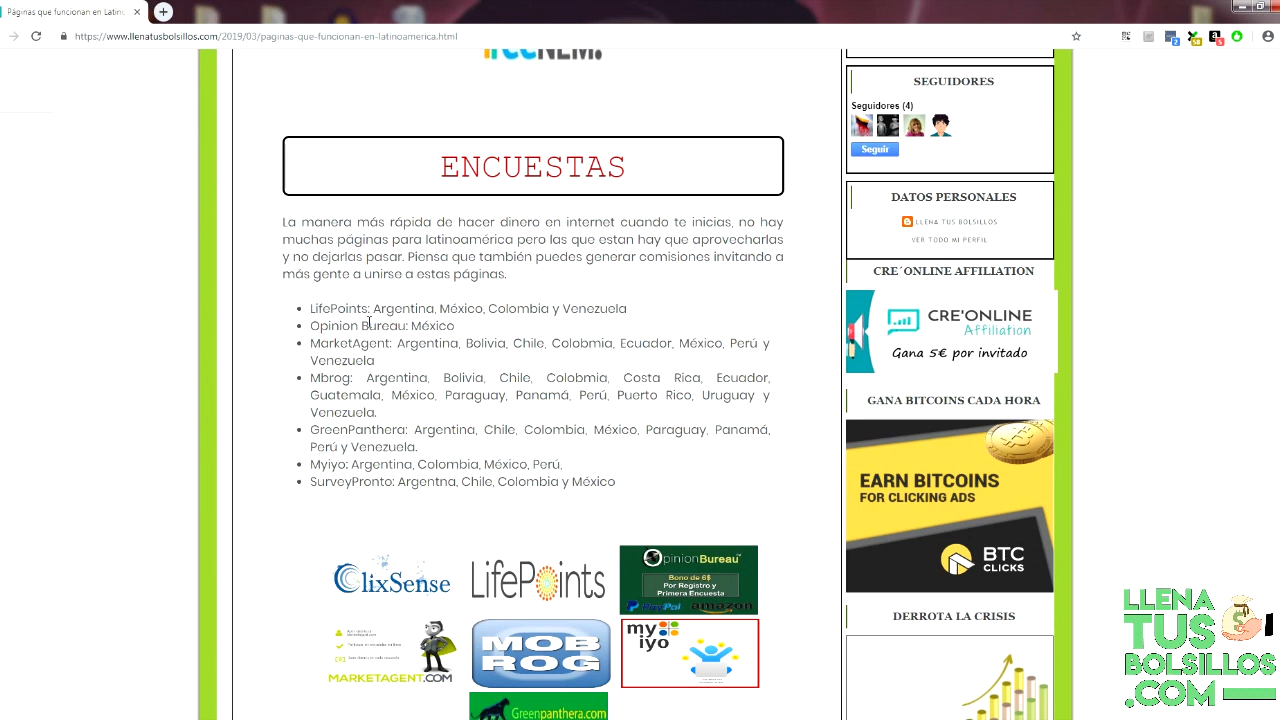 Páginas que funcionan en Latino
https://www.llenatusbolsillos.com/2019/03/paginas-que-funcionan-en-latinoamerica.html
2
58
5
FreeNEM.
ENCUESTAS
La manera más rápida de hacer dinero en internet cuando te inicias, no hay
muchas páginas para latinoamérica pero las que estan hay que aprovecharlas
y no dejarlas pasar. Piensa que también puedes generar comisiones invitando a
más gente a unirse a estas páginas.
LifePoints: Argentina, México, Colombia y Venezuela
Opinion Bureau: México
MarketAgent: Argentina, Bolivia, Chile, Colobmia, Ecuador, México, Perú y
Venezuela
Mbrog: Argentina, Bolivia, Chile, Colobmia, Costa Rica, Ecuador,
Guatemala, México, Paraguay, Panamá, Perú, Puerto Rico, Uruguay y
Venezuela.
GreenPanthera: Argentina, Chile, Colombia, México, Paraguay, Panamá,
Perú y Venezuela.
Myiyo: Argentina, Colombia, México, Perú,
SurveyPronto: Argentna, Chile, Colombia y México
ClixSense
LifePoints
OpinionBureau™
Bono de 6$
Por Registro y
Primera Encuesta
PayPal amazon
MARKETAGENT.COM
MOB
ROG
my
iyo
Greenpanthera.com
SEGUIDORES
Seguidores (4)
Seguir
DATOS PERSONALES
LLENA TUS BOLSILLOS
VER TODO MI PERFIL
CRE´ONLINE AFFILIATION
CRE'ONLINE
Affiliation
Gana 5€ por invitado
GANA BITCOINS CADA HORA
EARN BITCOINS
FOR CLICKING ADS
BTC
CLICKS
DERROTA LA CRISIS
LLENA
TUS
BOLSILLOS
.COM